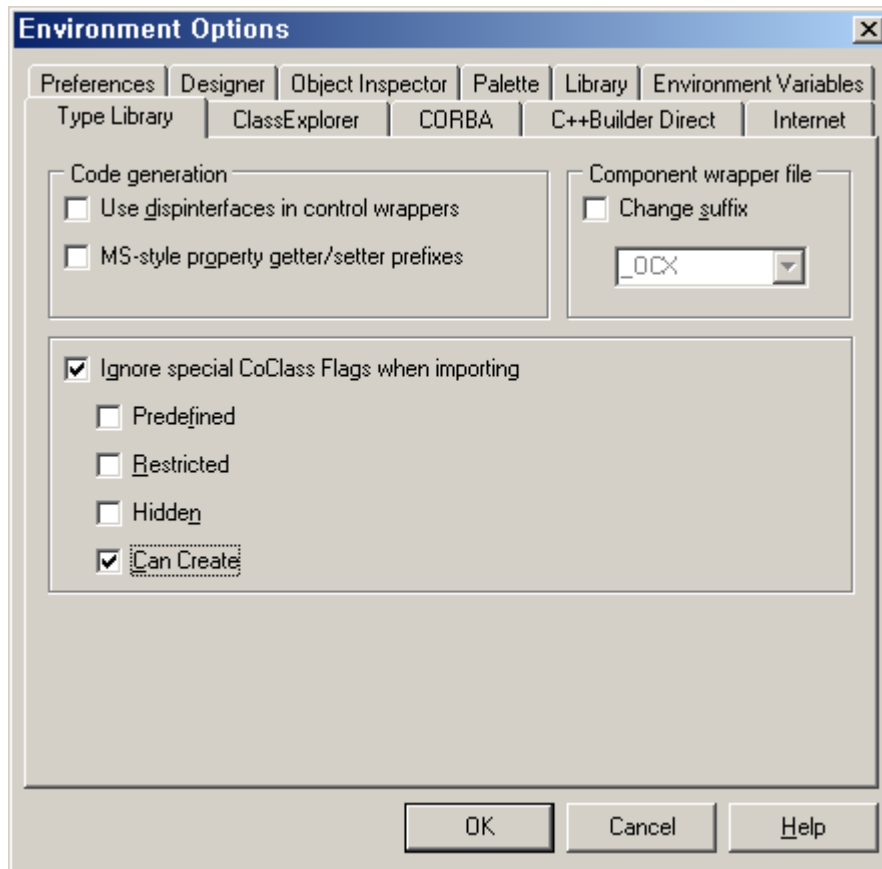 Environment Options
Preferences Designer Object Inspector Palette Library Environment Variables
Type Library ClassExplorer CORBA C++Builder Direct Internet
Code generation
Use dispinterfaces in control wrappers
MS-style property getter/setter prefixes
Component wrapper file
Change suffix
_OCX
Ignore special CoClass Flags when importing
Predefined
Restricted
Hidden
Can Create
OK Cancel Help